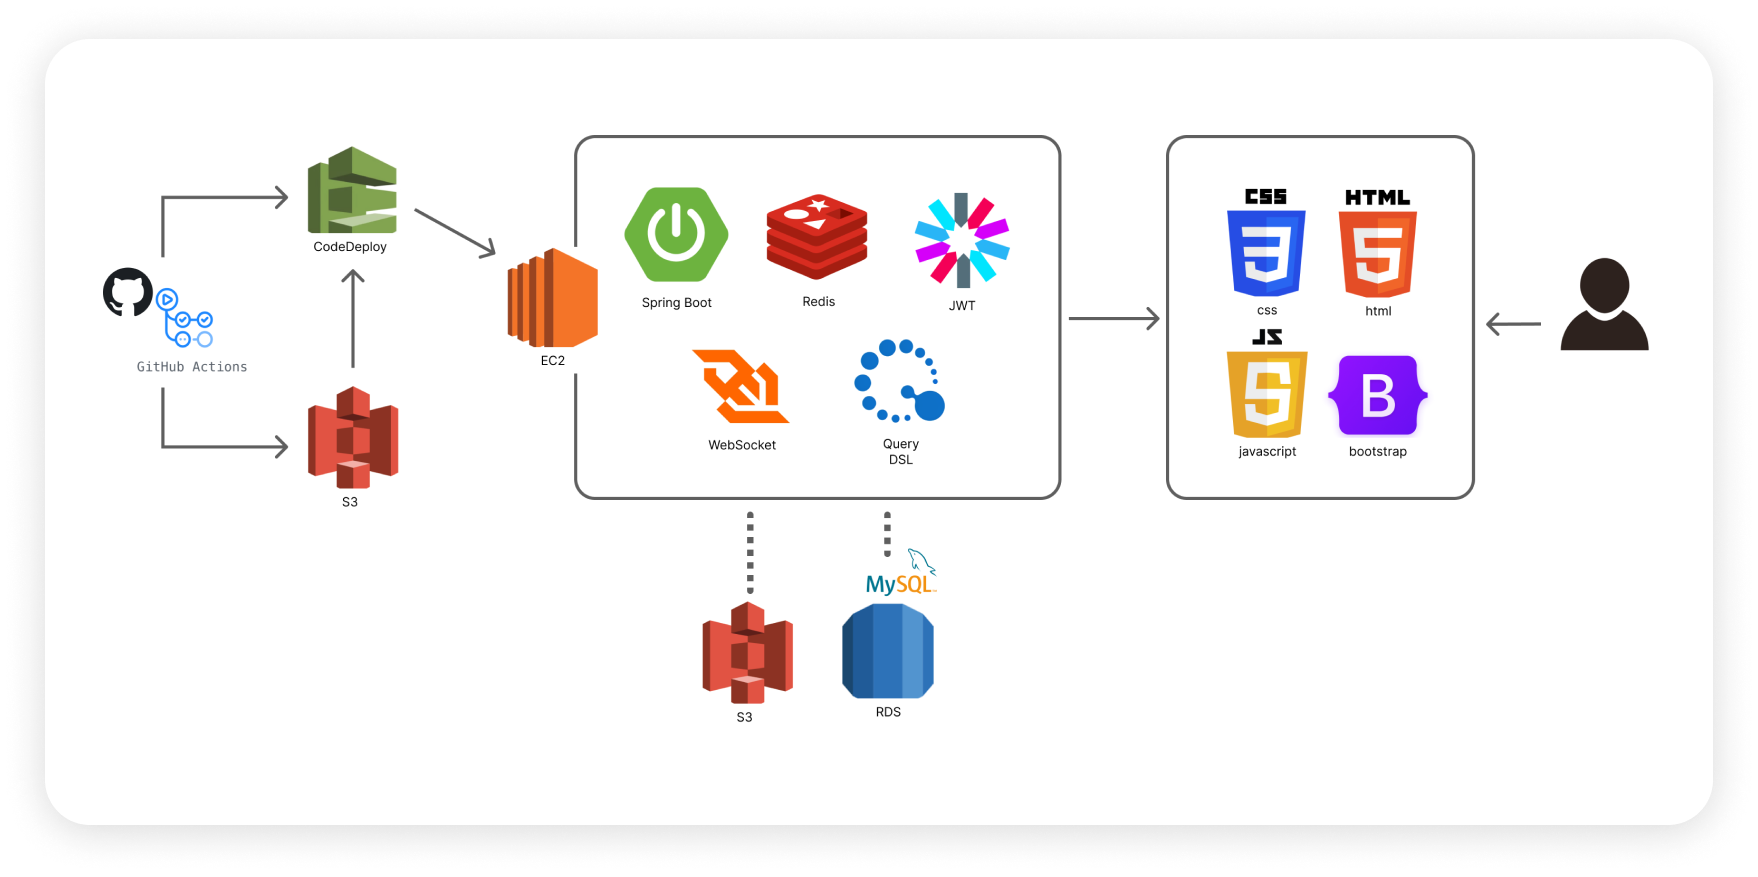 CodeDeploy
GitHub Actions
S3
EC2
Spring Boot
Redis
JWT
WebSocket
Query
DSL
S3
MySQL
RDS
CSS
css
HTML
html
JS
javascript
B
bootstrap